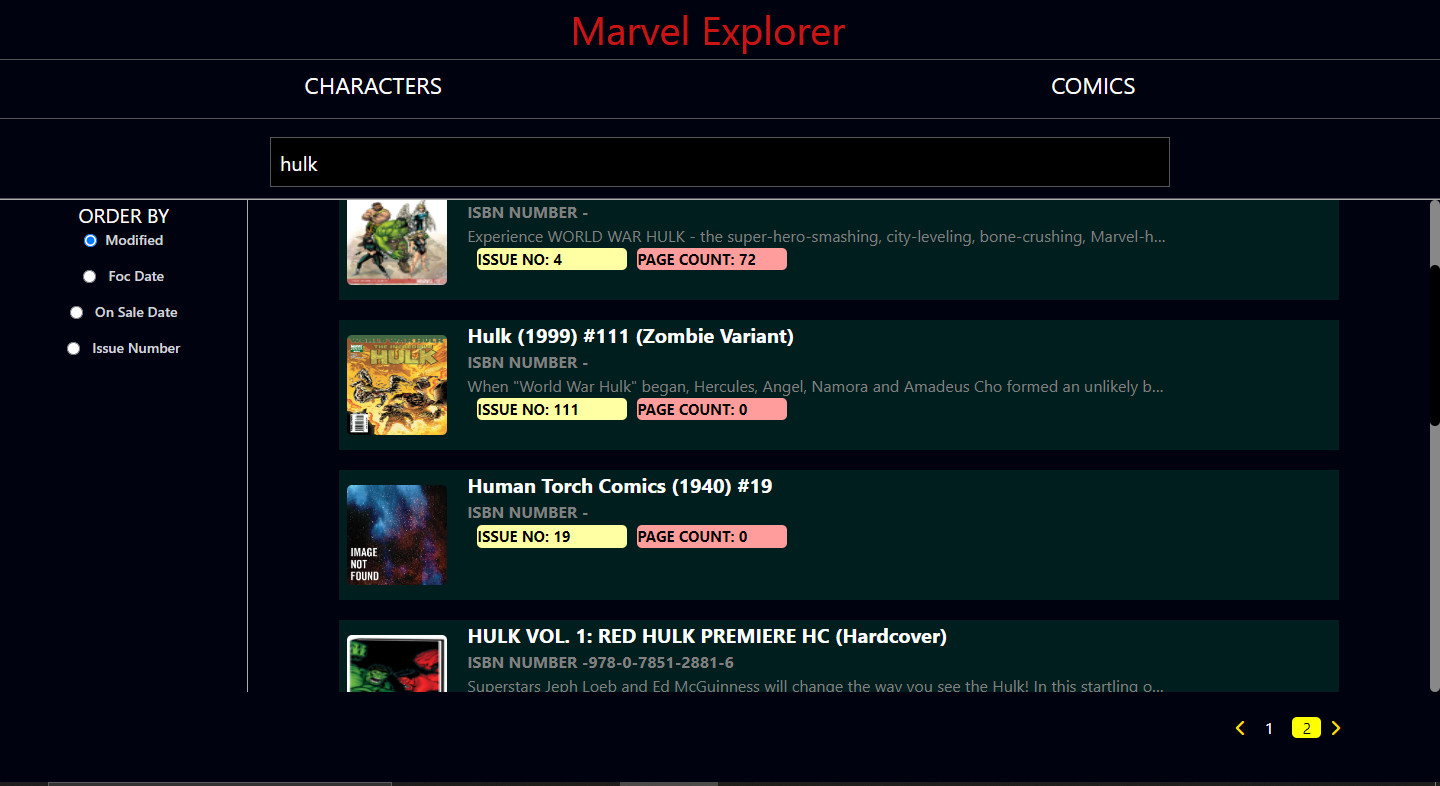 Marvel Explorer
CHARACTERS
COMICS
hulk
ORDER BY
Modified
Foc Date
On Sale Date
Issue Number
ISBN NUMBER -
Experience WORLD WAR HULK - the super-hero-smashing, city-leveling, bone-crushing, Marvel-h...
ISSUE NO: 4
PAGE COUNT: 72
THE INCREDIBLE
HULK
Hulk (1999) #111 (Zombie Variant)
ISBN NUMBER -
When "World War Hulk" began, Hercules, Angel, Namora and Amadeus Cho formed an unlikely b...
ISSUE NO: 111
PAGE COUNT: 0
IMAGE
NOT
FOUND
Human Torch Comics (1940) #19
ISBN NUMBER -
ISSUE NO: 19
PAGE COUNT: 0
HULK VOL. 1: RED HULK PREMIERE HC (Hardcover)
ISBN NUMBER -978-0-7851-2881-6
Superstars Jeph Loeb and Ed McGuinness will change the way you see the Hulk! In this startling o...
1
2